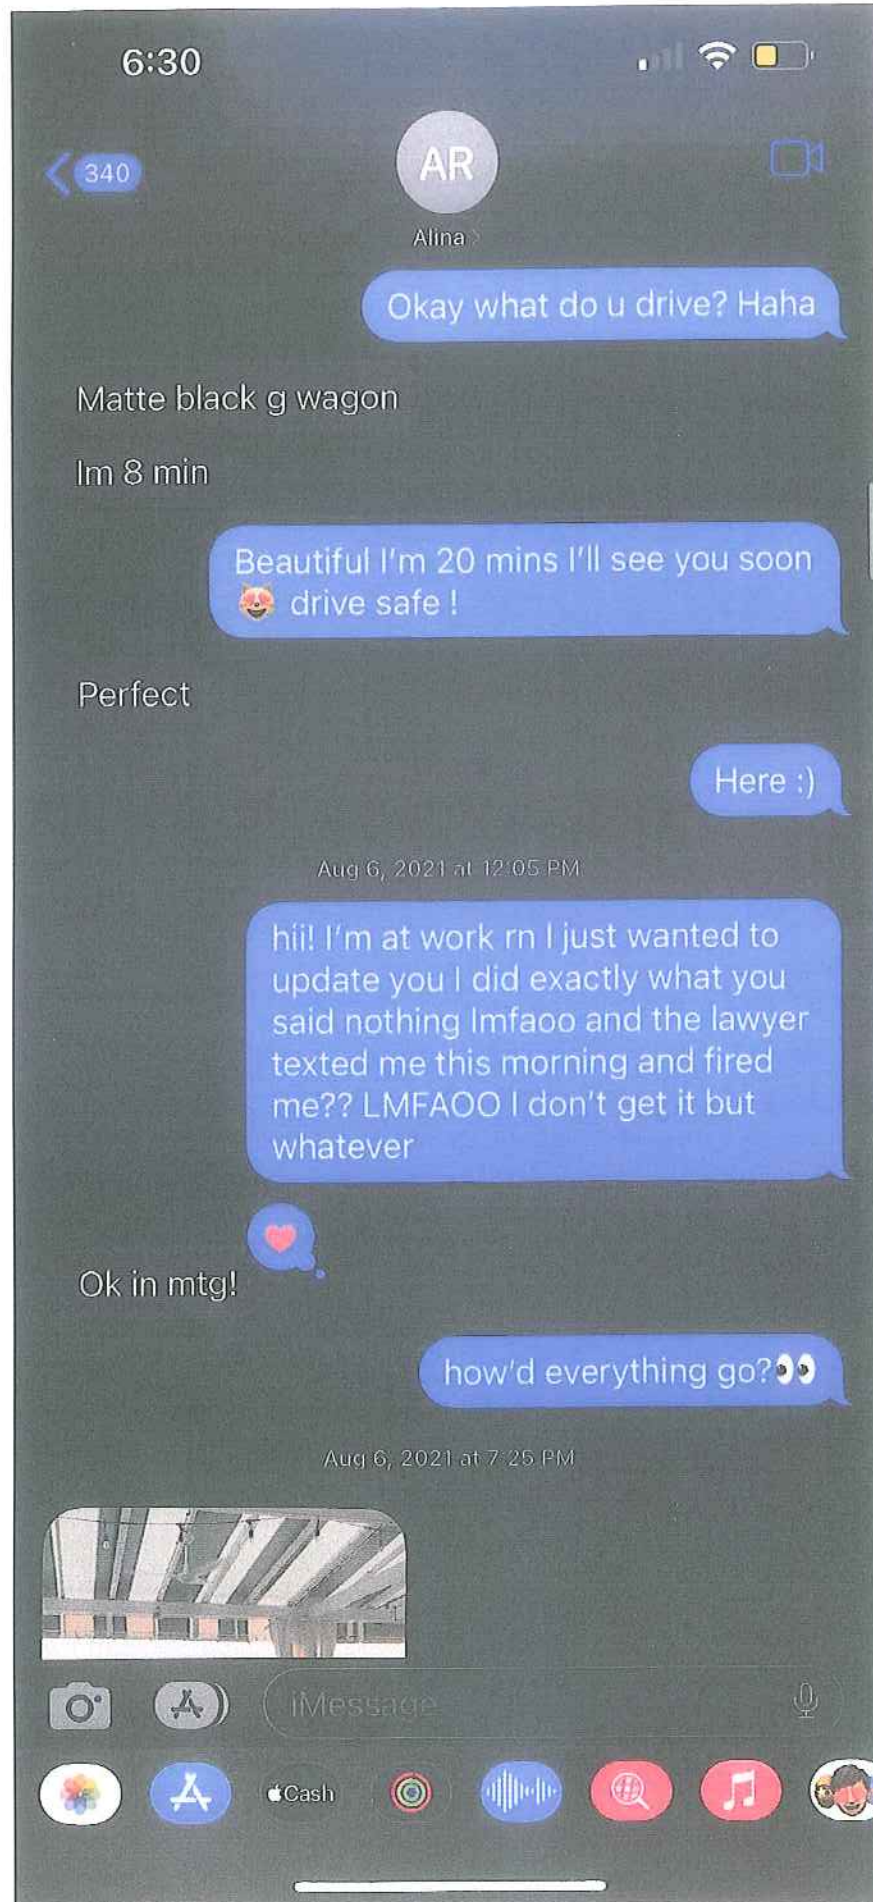 6:30
340
AR
Alina
Okay what do u drive? Haha
Matte black g wagon
Im 8 min
Beautiful I'm 20 mins I'll see you soon
😻 drive safe !
Perfect
Here :)
Aug 6, 2021 at 12:05 PM
hii! I'm at work rn I just wanted to
update you I did exactly what you
said nothing lmfaoo and the lawyer
texted me this morning and fired
me?? LMFAOO I don't get it but
whatever
Ok in mtg!
how'd everything go?👀
Aug 6, 2021 at 7:25 PM
iMessage
Cash